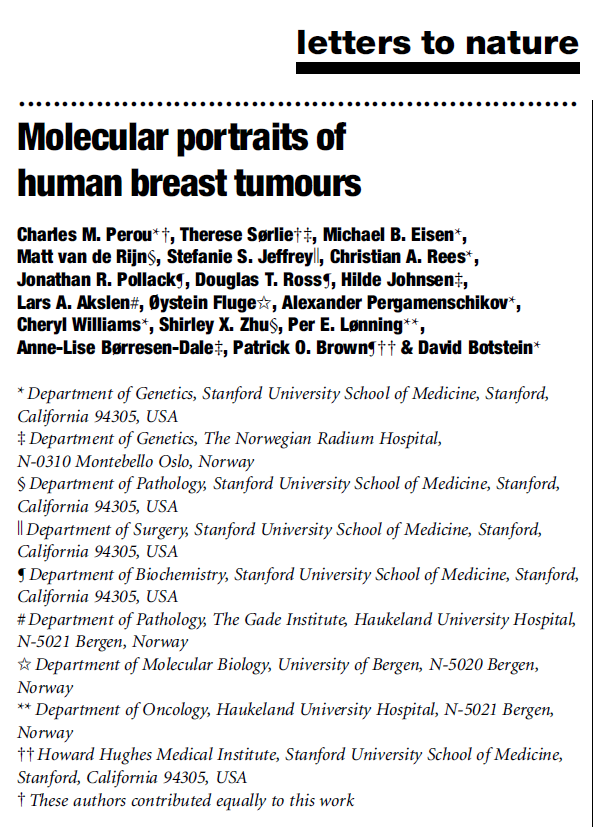 letters to nature
Molecular portraits of
human breast tumours
Charles M. Perou*†, Therese Sørlie†‡, Michael B. Eisen*,
Matt van de Rijn§, Stefanie S. Jeffrey‖, Christian A. Rees*,
Jonathan R. Pollack¶, Douglas T. Ross¶, Hilde Johnsen‡,
Lars A. Akslen#, Øystein Fluge☆, Alexander Pergamenschikov*,
Cheryl Williams*, Shirley X. Zhu§, Per E. Lønning**,
Anne-Lise Børresen-Dale‡, Patrick O. Brown¶†† & David Botstein*
* Department of Genetics, Stanford University School of Medicine, Stanford,
California 94305, USA
‡ Department of Genetics, The Norwegian Radium Hospital,
N-0310 Montebello Oslo, Norway
§ Department of Pathology, Stanford University School of Medicine, Stanford,
California 94305, USA
‖ Department of Surgery, Stanford University School of Medicine, Stanford,
California 94305, USA
¶ Department of Biochemistry, Stanford University School of Medicine, Stanford,
California 94305, USA
# Department of Pathology, The Gade Institute, Haukeland University Hospital,
N-5021 Bergen, Norway
☆ Department of Molecular Biology, University of Bergen, N-5020 Bergen,
Norway
** Department of Oncology, Haukeland University Hospital, N-5021 Bergen,
Norway
†† Howard Hughes Medical Institute, Stanford University School of Medicine,
Stanford, California 94305, USA
† These authors contributed equally to this work